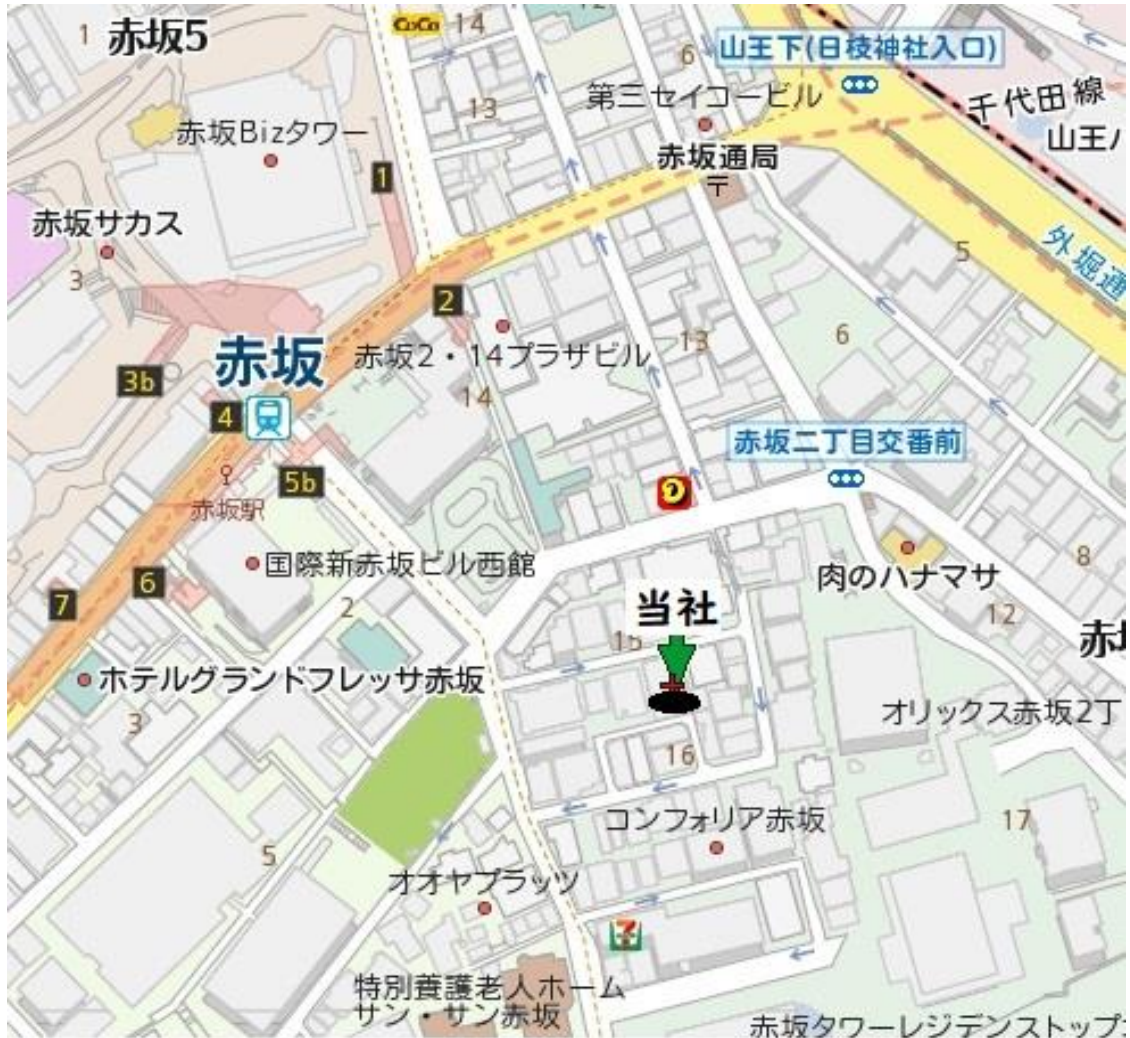 CoCo
14
12
1
赤坂5
6
山王下(日枝神社入口)
13
第三セイコービル
千代田線
赤坂Bizタワー
山王パ
1
赤坂通局
〒
赤坂サカス
外堀通
5
3
2
6
13
赤坂2・14プラザビル
赤坂
3b
14
4
赤坂二丁目交番前
5b
赤坂駅
国際新赤坂ビル西館
8
肉のハナマサ
6
7
2
当社
12
15
赤坂
ホテルグランドフレッサ赤坂
オリックス赤坂2丁
3
16
コンフォリア赤坂
17
5
オオヤプラッツ
7
特別養護老人ホーム
サン・サン赤坂
赤坂タワーレジデンストップ